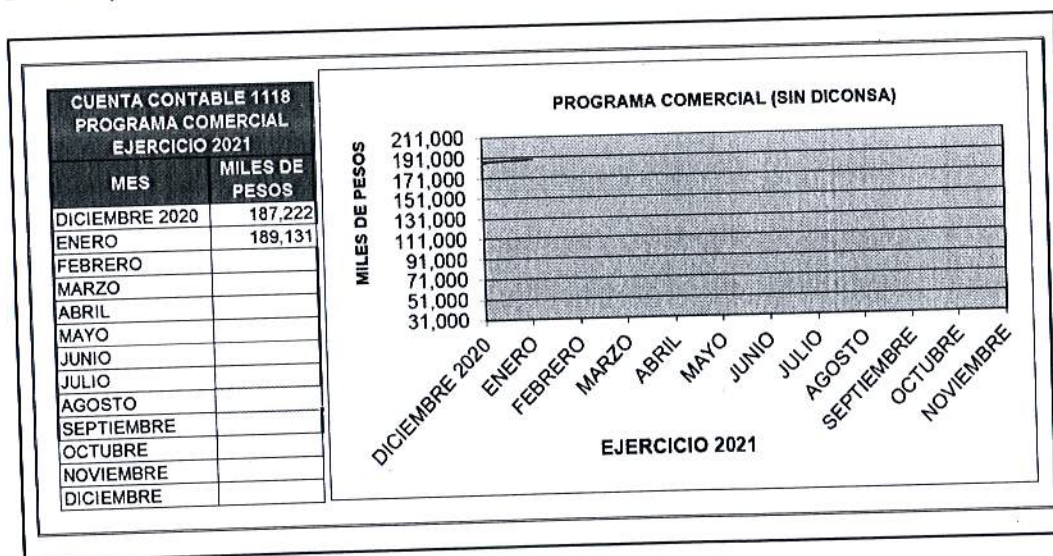 CUENTA CONTABLE 1118
PROGRAMA COMERCIAL
EJERCICIO 2021
MES MILES DE PESOS
DICIEMBRE 2020 187,222
ENERO 189,131
FEBRERO
MARZO
ABRIL
MAYO
JUNIO
JULIO
AGOSTO
SEPTIEMBRE
OCTUBRE
NOVIEMBRE
DICIEMBRE
PROGRAMA COMERCIAL (SIN DICONSA)
MILES DE PESOS
211,000
191,000
171,000
151,000
131,000
111,000
91,000
71,000
51,000
31,000
DICIEMBRE 2020
ENERO
FEBRERO
MARZO
ABRIL
MAYO
JUNIO
JULIO
AGOSTO
SEPTIEMBRE
OCTUBRE
NOVIEMBRE
EJERCICIO 2021